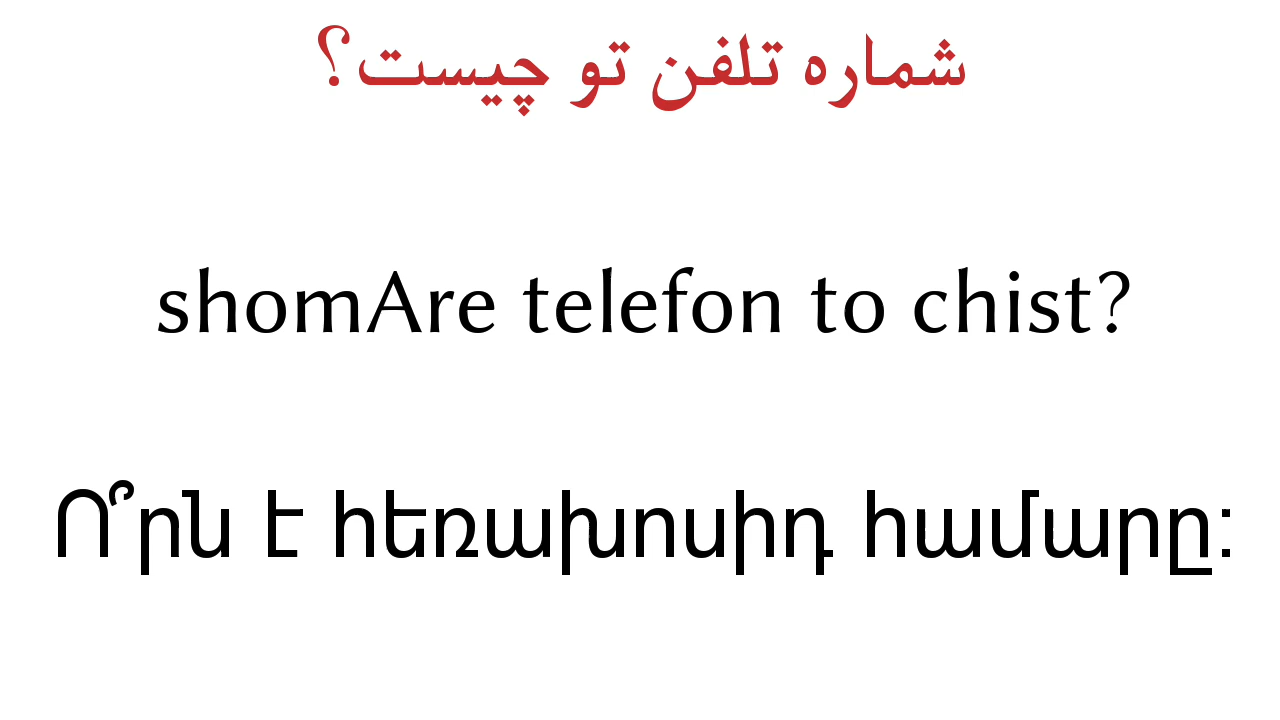 شماره تلفن تو چیست؟
shomAre telefon to chist?
Ո՞րն է հեռախոսիդ համարը: